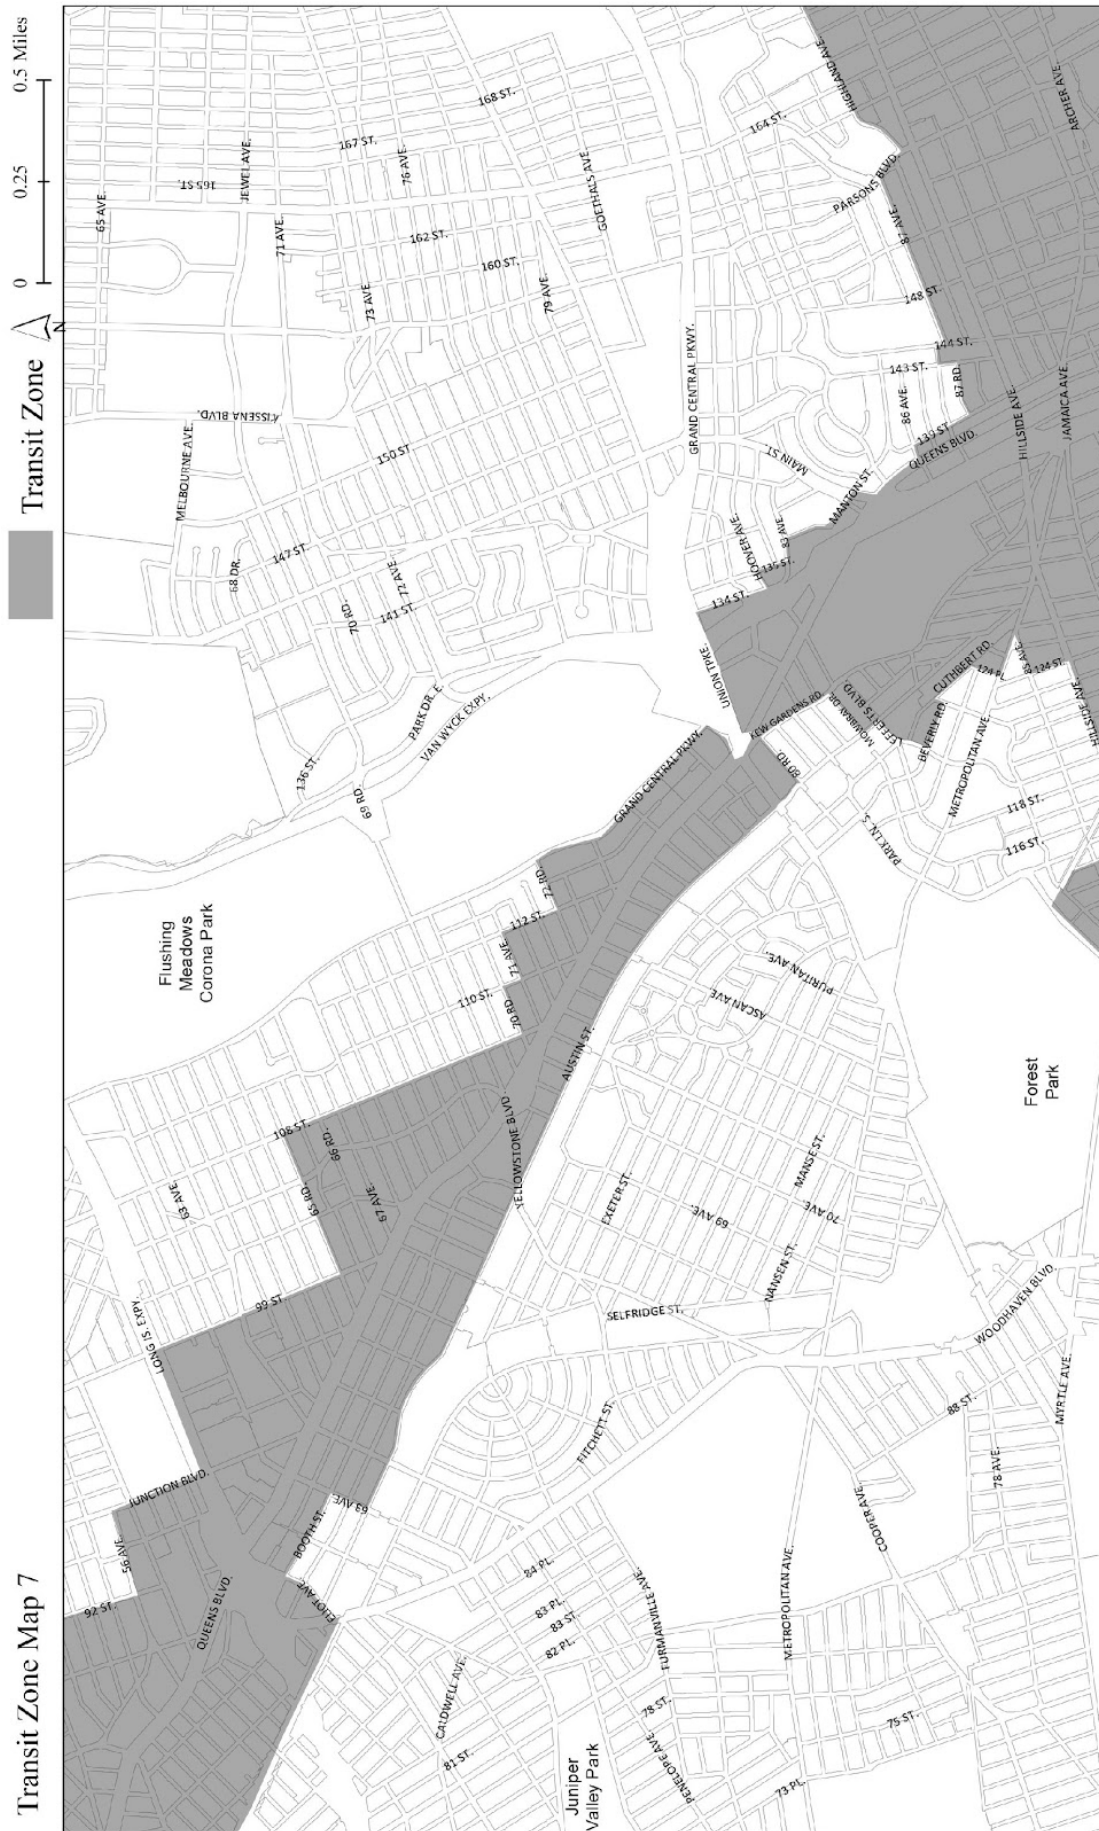 Transit Zone Map 7
Transit Zone
N
0 0.25 0.5 Miles
92 ST.
56 AVE.
JUNCTION BLVD.
LONG IS. EXPY.
63 AVE.
QUEENS BLVD.
99 ST.
65 RD.
108 ST.
66 RD.
67 AVE.
BOOTH ST.
ELIOT AVE.
63 AVE.
Flushing
Meadows
Corona Park
136 ST.
69 RD.
PARK DR. E.
VAN WYCK EXPY.
MELBOURNE AVE.
68 DR.
147 ST.
70 RD.
141 ST.
72 AVE.
KISSENA BLVD.
150 ST.
65 AVE.
165 ST.
JEWEL AVE.
71 AVE.
167 ST.
73 AVE.
76 AVE.
162 ST.
160 ST.
168 ST.
79 AVE.
GOETHALS AVE.
110 ST.
70 RD.
71 AVE.
112 ST.
72 RD.
GRAND CENTRAL PKWY.
YELLOWSTONE BLVD.
AUSTIN ST.
UNION TPKE.
KEW GARDENS RD.
80 RD.
MOWBRAY DR.
LEFFERTS BLVD.
BEVERLY RD.
CUTHBERT RD.
METROPOLITAN AVE.
124 PL.
85 AVE.
124 ST.
HILLSIDE AVE.
118 ST.
116 ST.
PARK LN. S.
134 ST.
HOOVER AVE.
135 ST.
83 AVE.
MANTON ST.
MAIN ST.
GRAND CENTRAL PKWY.
QUEENS BLVD.
139 ST.
86 AVE.
143 ST.
87 RD.
144 ST.
148 ST.
87 AVE.
PARSONS BLVD.
164 ST.
HIGHLAND AVE.
ARCHER AVE.
HILLSIDE AVE.
JAMAICA AVE.
ASCAN AVE.
PURITAN AVE.
EXETER ST.
69 AVE.
MANSE ST.
70 AVE.
NANSEN ST.
SELFRIDGE ST.
Forest
Park
WOODHAVEN BLVD.
MYRTLE AVE.
88 ST.
78 AVE.
COOPER AVE.
METROPOLITAN AVE.
FITCHETT ST.
84 PL.
83 PL.
83 ST.
82 PL.
CALDWELL AVE.
81 ST.
Juniper
Valley Park
FURMANVILLE AVE.
78 ST.
PENELOPE AVE.
75 ST.
73 PL.